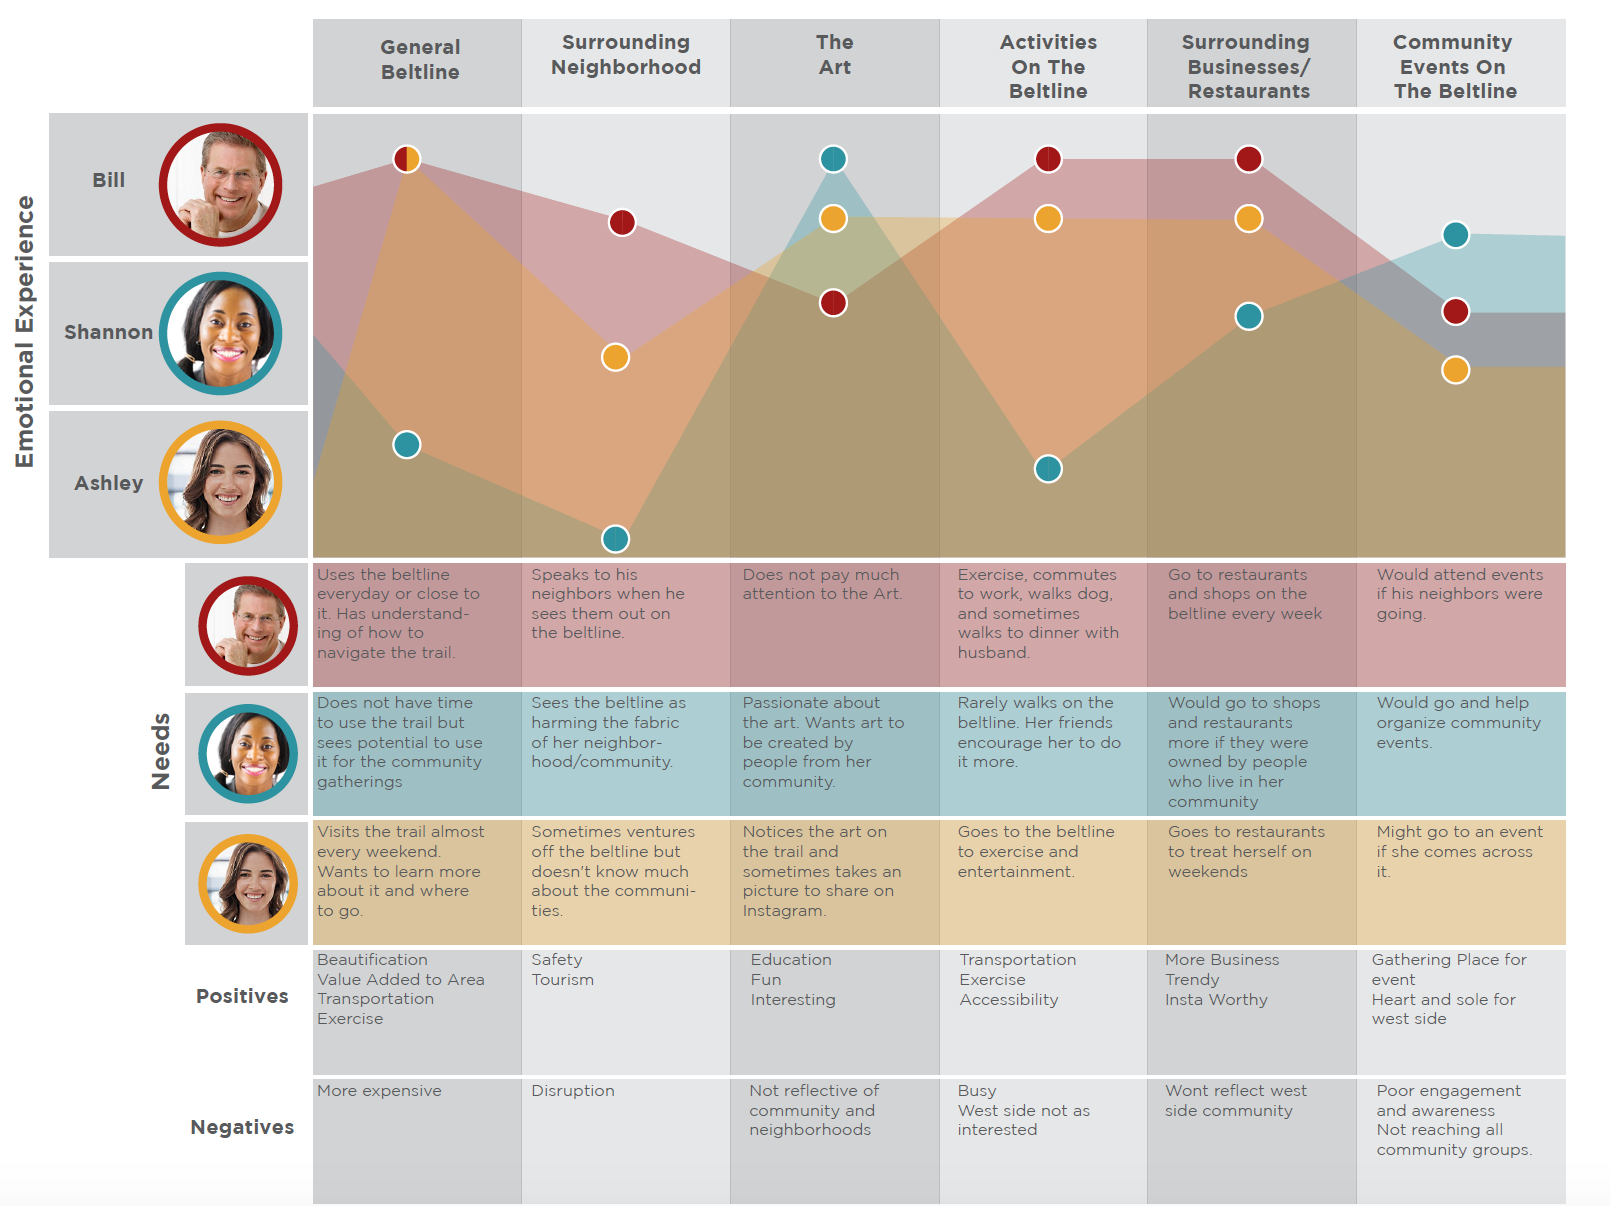 General
Beltline
Surrounding
Neighborhood
The
Art
Activities
On The
Beltline
Surrounding
Businesses/
Restaurants
Community
Events On
The Beltline
Emotional Experience
Bill
Shannon
Ashley
Needs
Uses the beltline
everyday or close to
it. Has understand-
ing of how to
navigate the trail.
Speaks to his
neighbors when he
sees them out on
the beltline.
Does not pay much
attention to the Art.
Exercise, commutes
to work, walks dog,
and sometimes
walks to dinner with
husband.
Go to restaurants
and shops on the
beltline every week
Would attend events
if his neighbors were
going.
Does not have time
to use the trail but
sees potential to use
it for the community
gatherings
Sees the beltline as
harming the fabric
of her neighbor-
hood/community.
Passionate about
the art. Wants art to
be created by
people from her
community.
Rarely walks on the
beltline. Her friends
encourage her to do
it more.
Would go to shops
and restaurants
more if they were
owned by people
who live in her
community
Would go and help
organize community
events.
Visits the trail almost
every weekend.
Wants to learn more
about it and where
to go.
Sometimes ventures
off the beltline but
doesn't know much
about the communi-
ties.
Notices the art on
the trail and
sometimes takes an
picture to share on
Instagram.
Goes to the beltline
to exercise and
entertainment.
Goes to restaurants
to treat herself on
weekends
Might go to an event
if she comes across
it.
Positives
Beautification
Value Added to Area
Transportation
Exercise
Safety
Tourism
Education
Fun
Interesting
Transportation
Exercise
Accessibility
More Business
Trendy
Insta Worthy
Gathering Place for
event
Heart and sole for
west side
Negatives
More expensive
Disruption
Not reflective of
community and
neighborhoods
Busy
West side not as
interested
Wont reflect west
side community
Poor engagement
and awareness
Not reaching all
community groups.